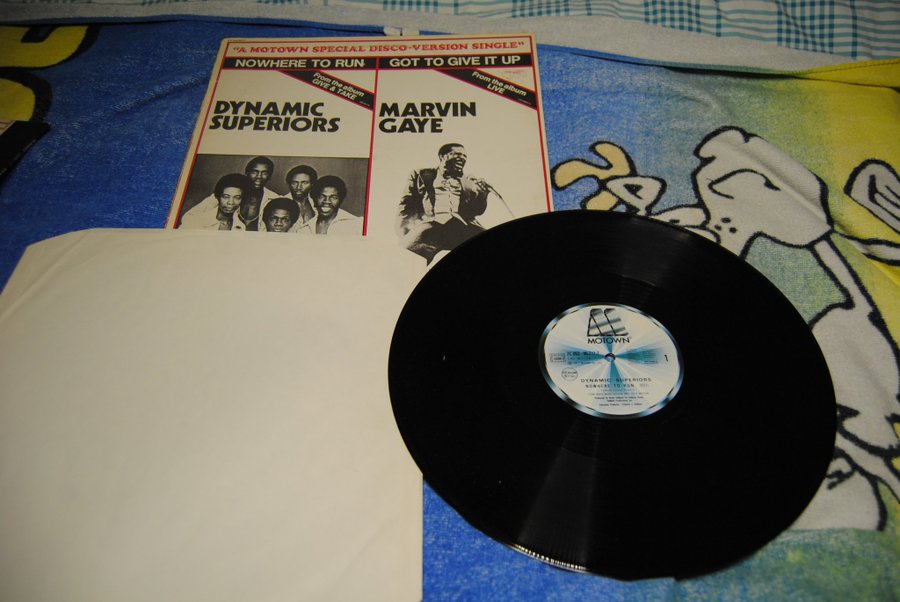 "A MOTOWN SPECIAL DISCO-VERSION SINGLE"
NOWHERE TO RUN
GOT TO GIVE IT UP
From the album
GIVE & TAKE
From the album
LIVE
DYNAMIC
SUPERIORS
MARVIN
GAYE
MOTOWN
1
DYNAMIC SUPERIORS
NOWHERE TO RUN